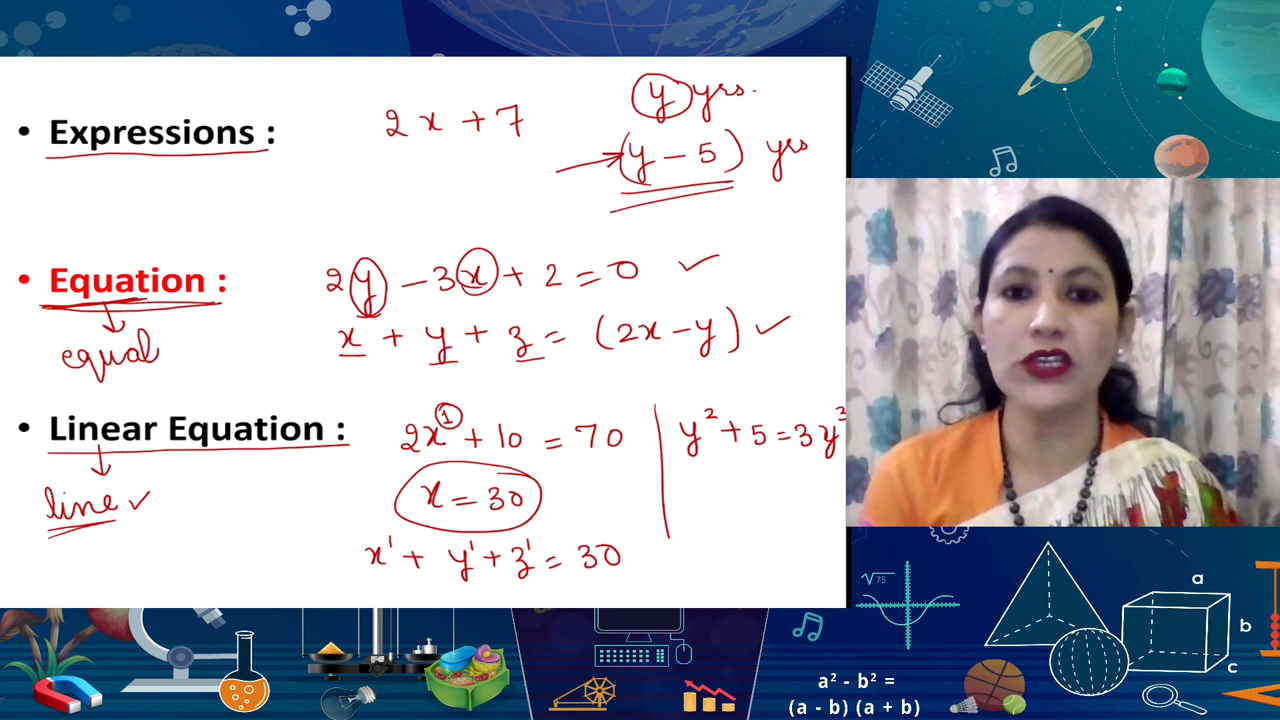 • Expressions : 2x + 7
y yrs.
(y - 5) yrs
• Equation : 2y - 3x + 2 = 0 ✓
equal
x + y + z = (2x - y) ✓
• Linear Equation : 2x¹ + 10 = 70 | y² + 5 = 3y³
line ✓
x = 30
x¹ + y¹ + z¹ = 30
√75
a
b
c
a² - b² =
(a - b) (a + b)